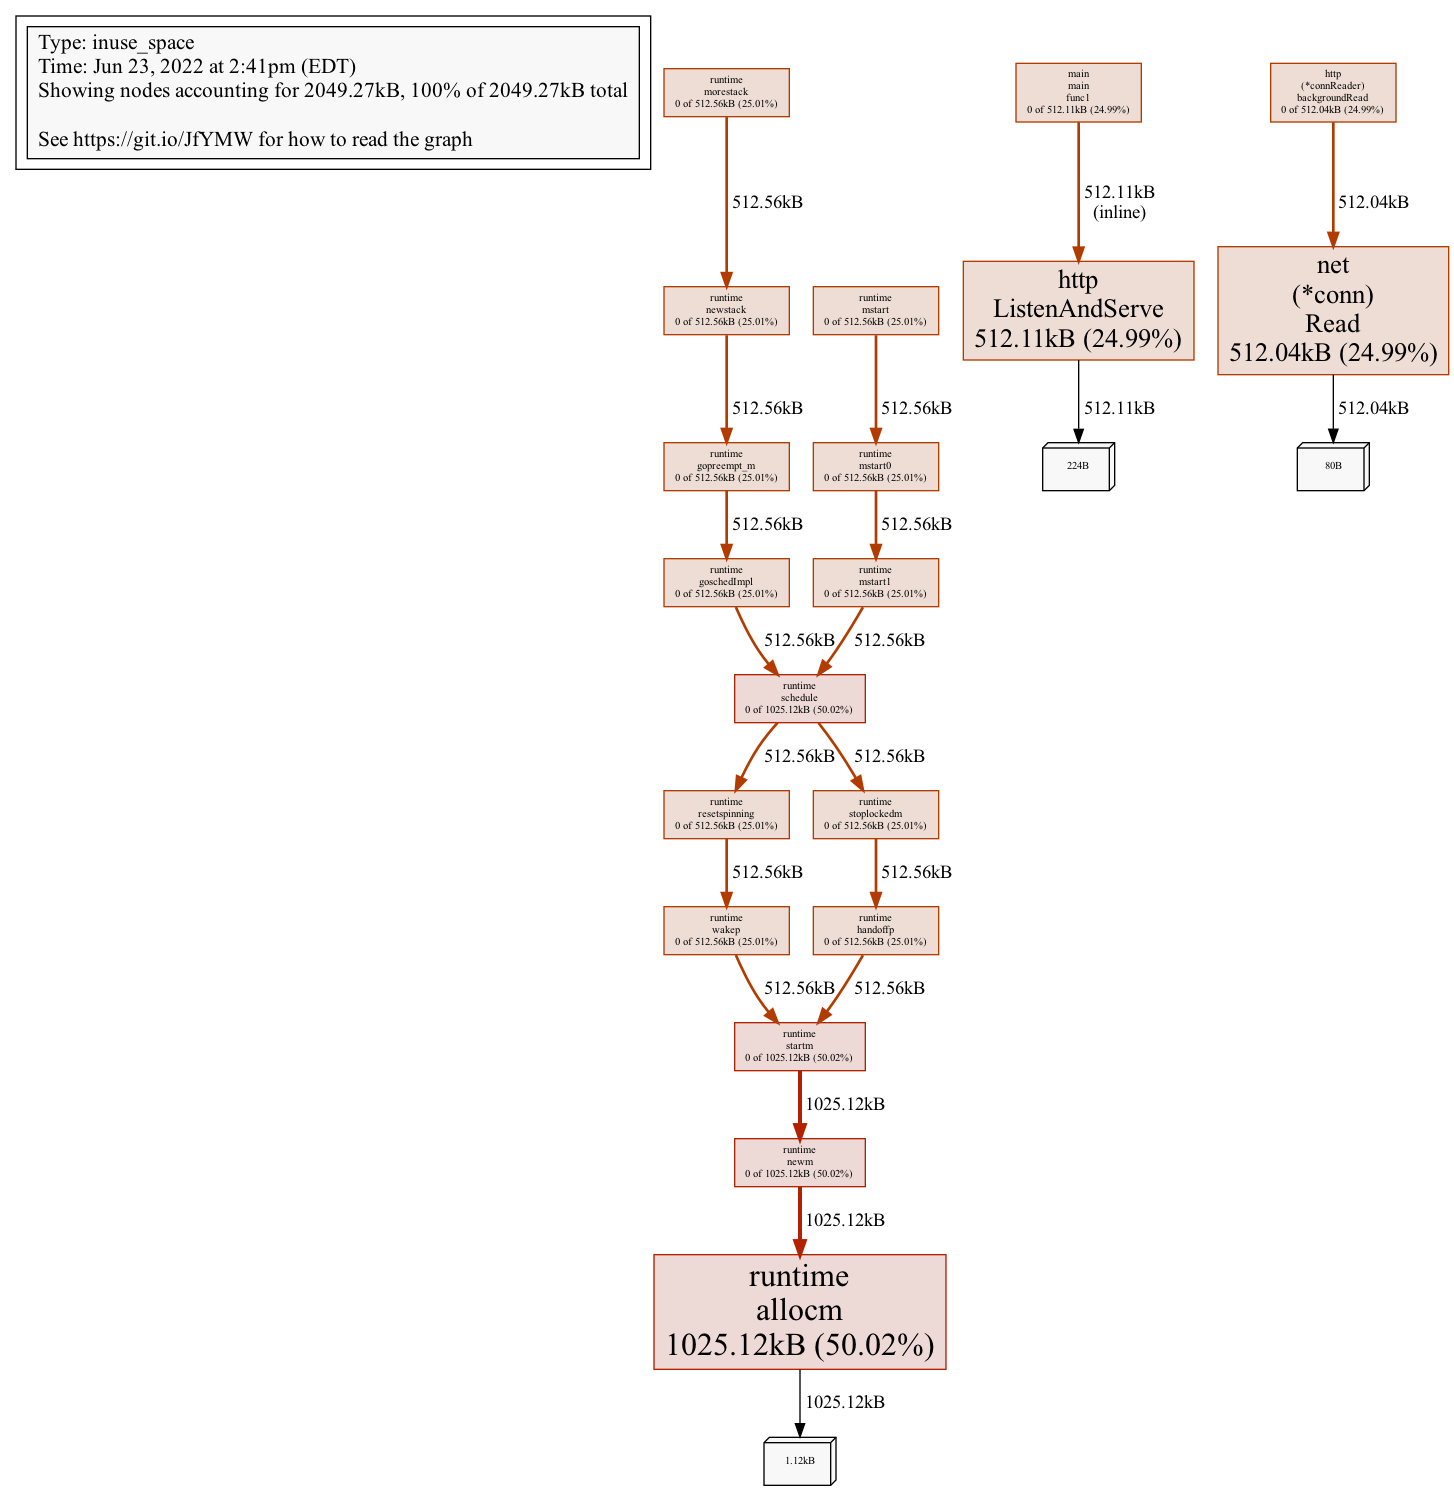 Type: inuse_space
Time: Jun 23, 2022 at 2:41pm (EDT)
Showing nodes accounting for 2049.27kB, 100% of 2049.27kB total
See https://git.io/JfYMW for how to read the graph
runtime
morestack
0 of 512.56kB (25.01%)
main
main
func1
0 of 512.11kB (24.99%)
http
(*connReader)
backgroundRead
0 of 512.04kB (24.99%)
512.56kB
512.11kB
(inline)
512.04kB
runtime
newstack
0 of 512.56kB (25.01%)
runtime
mstart
0 of 512.56kB (25.01%)
http
ListenAndServe
512.11kB (24.99%)
net
(*conn)
Read
512.04kB (24.99%)
512.56kB
512.56kB
512.11kB
512.04kB
runtime
gopreempt_m
0 of 512.56kB (25.01%)
runtime
mstart0
0 of 512.56kB (25.01%)
224B
80B
512.56kB
512.56kB
runtime
goschedImpl
0 of 512.56kB (25.01%)
runtime
mstart1
0 of 512.56kB (25.01%)
512.56kB
512.56kB
runtime
schedule
0 of 1025.12kB (50.02%)
512.56kB
512.56kB
runtime
resetspinning
0 of 512.56kB (25.01%)
runtime
stoplockedm
0 of 512.56kB (25.01%)
512.56kB
512.56kB
runtime
wakep
0 of 512.56kB (25.01%)
runtime
handoffp
0 of 512.56kB (25.01%)
512.56kB
512.56kB
runtime
startm
0 of 1025.12kB (50.02%)
1025.12kB
runtime
newm
0 of 1025.12kB (50.02%)
1025.12kB
runtime
allocm
1025.12kB (50.02%)
1025.12kB
1.12kB